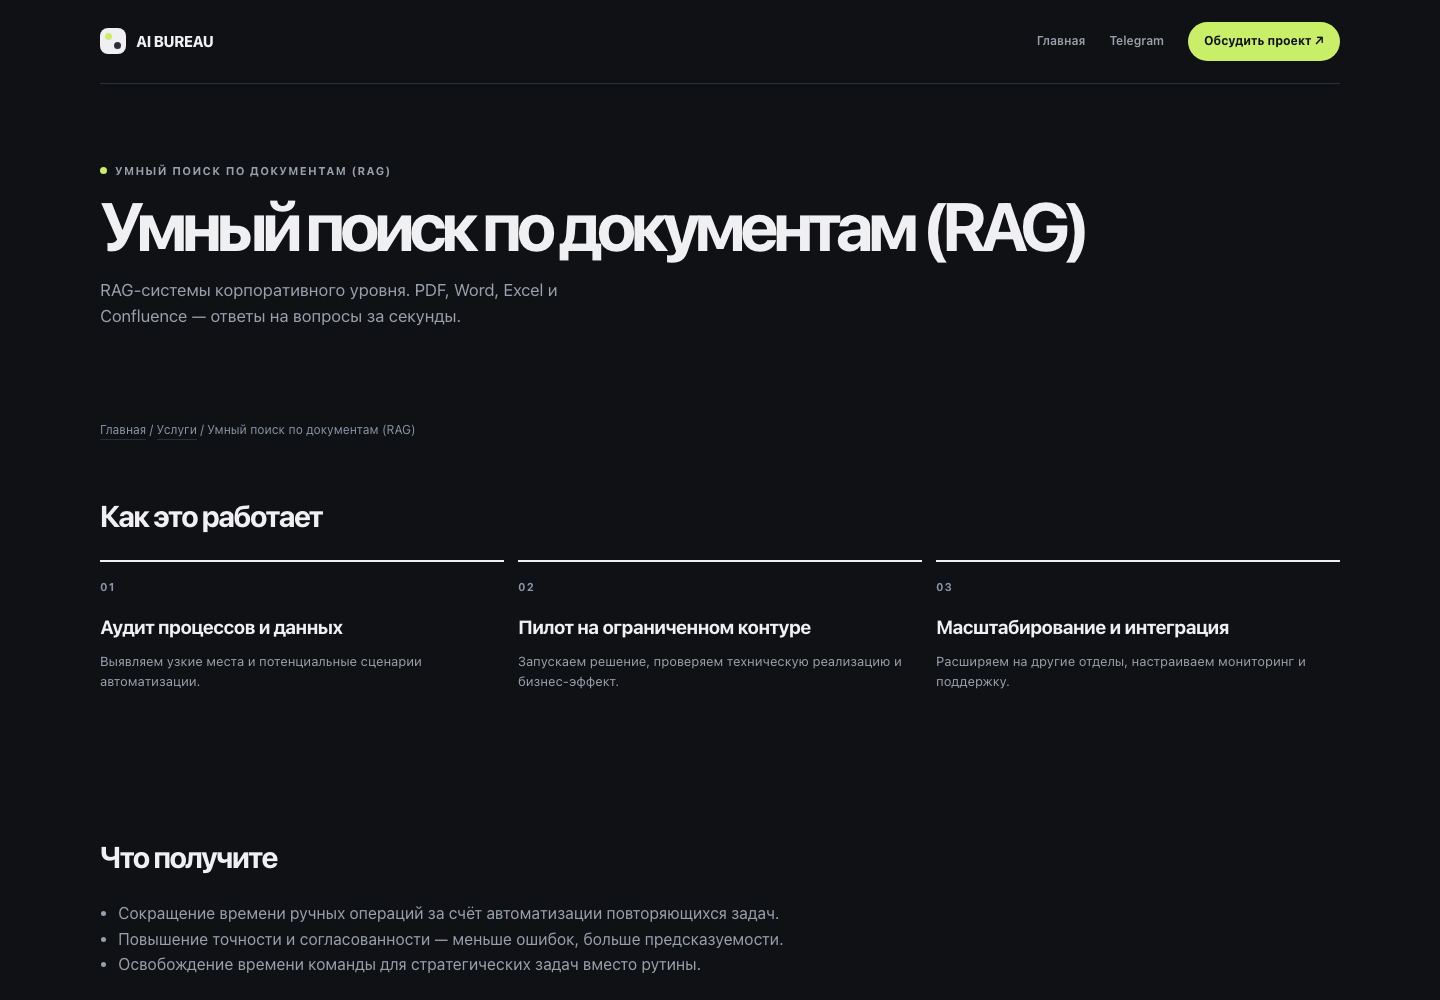 AI BUREAU
Главная
Telegram
Обсудить проект ↗
УМНЫЙ ПОИСК ПО ДОКУМЕНТАМ (RAG)
Умный поиск по документам (RAG)
RAG-системы корпоративного уровня. PDF, Word, Excel и
Confluence — ответы на вопросы за секунды.
Главная / Услуги / Умный поиск по документам (RAG)
Как это работает
01
Аудит процессов и данных
Выявляем узкие места и потенциальные сценарии
автоматизации.
02
Пилот на ограниченном контуре
Запускаем решение, проверяем техническую реализацию и
бизнес-эффект.
03
Масштабирование и интеграция
Расширяем на другие отделы, настраиваем мониторинг и
поддержку.
Что получите
• Сокращение времени ручных операций за счёт автоматизации повторяющихся задач.
• Повышение точности и согласованности — меньше ошибок, больше предсказуемости.
• Освобождение времени команды для стратегических задач вместо рутины.